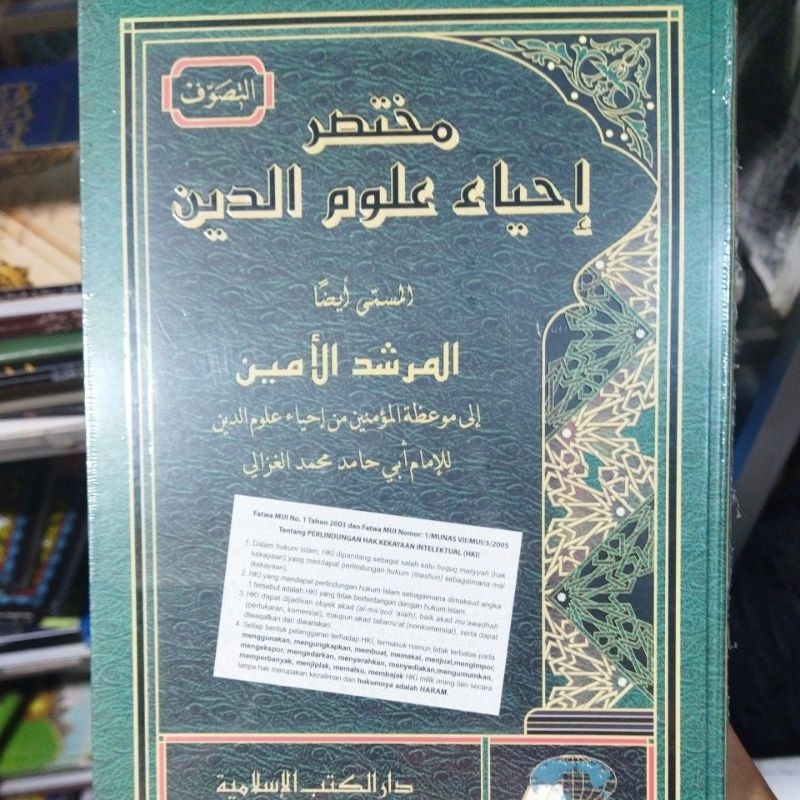 التصوّف
مختصر
إحياء علوم الدين
المسمّى أيضًا
المرشد الأمين
إلى موعظة المؤمنين من إحياء علوم الدين
للإمام أبي حامد محمد الغزالي
Fatwa MUI No. 1 Tahun 2003 dan Fatwa MUI Nomor: 1/MUNAS VII/MUI/5/2005
Tentang PERLINDUNGAN HAK KEKAYAAN INTELEKTUAL (HKI)
1. Dalam hukum Islam, HKI dipandang sebagai salah satu huquq maliyyah (hak
kekayaan) yang mendapat perlindungan hukum (mashun) sebagaimana mal
(kekayaan).
2. HKI yang mendapat perlindungan hukum Islam sebagaimana dimaksud angka
1 tersebut adalah HKI yang tidak bertentangan dengan hukum Islam.
3. HKI dapat dijadikan obyek akad (al-ma'qud 'alaih), baik akad mu'awadhah
(pertukaran, komersial), maupun akad tabarru'at (nonkomersial), serta dapat
diwaqafkan dan diwariskan.
4. Setiap bentuk pelanggaran terhadap HKI, termasuk namun tidak terbatas pada
menggunakan, mengungkapkan, membuat, memakai, menjual,mengimpor,
mengekspor, mengedarkan, menyerahkan, menyediakan,mengumumkan,
memperbanyak, menjiplak, memalsu, membajak HKI milik orang lain secara
tanpa hak merupakan kezaliman dan hukumnya adalah HARAM.
دار الكتب الإسلامية